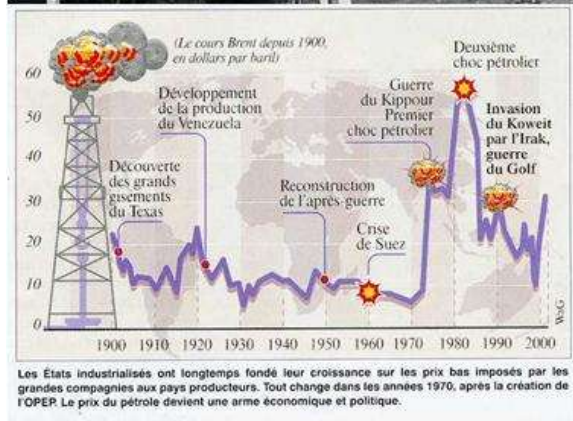 (Le cours Brent depuis 1900,
en dollars par baril)
Deuxième
choc pétrolier
60
50
40
30
20
10
0
Développement
de la production
du Venezuela
Guerre
du Kippour
Premier
choc pétrolier
Invasion
du Koweit
par l'Irak,
guerre
du Golf
Découverte
des grands
gisements
du Texas
Reconstruction
de l'après-guerre
Crise
de Suez
1900 1910 1920 1930 1940 1950 1960 1970 1980 1990 2000
Les États industrialisés ont longtemps fondé leur croissance sur les prix bas imposés par les
grandes compagnies aux pays producteurs. Tout change dans les années 1970, après la création de
l'OPEP. Le prix du pétrole devient une arme économique et politique.